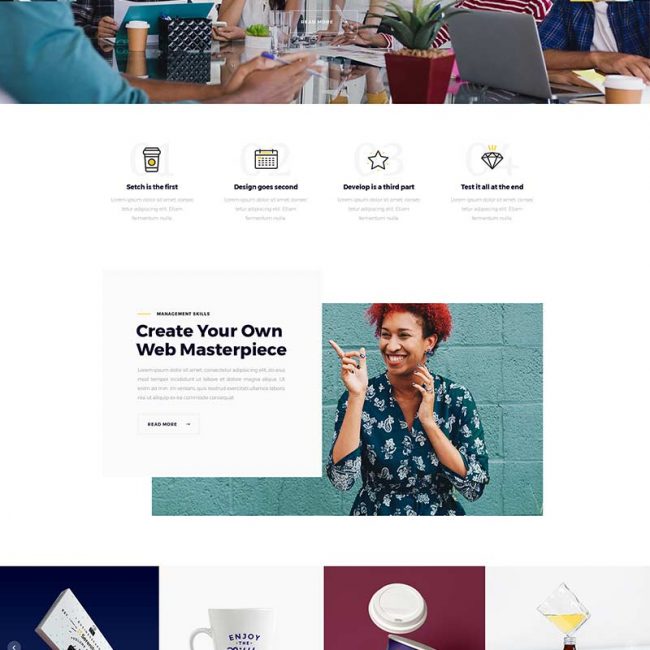 READ MORE
01 02 03 04
Setch is the first
Design goes second
Develop is a third part
Test it all at the end
Lorem ipsum dolor sit amet, consec
tetur adipiscing elit. Etiam
fermentum nulla
Lorem ipsum dolor sit amet, consec
tetur adipiscing elit. Etiam
fermentum nulla
Lorem ipsum dolor sit amet, consec
tetur adipiscing elit. Etiam
fermentum nulla
Lorem ipsum dolor sit amet, consec
tetur adipiscing elit. Etiam
fermentum nulla
MANAGEMENT SKILLS
Create Your Own
Web Masterpiece
Lorem ipsum dolor sit amet, consectetur adipiscing elit, sed do eiusmod
tempor incididunt ut labore et dolore magna aliqua. Ut
enim ad minim veniam, quis nostrud exercitation ullamco
laboris nisi ut aliquip ex ea commodo consequat
READ MORE
ENJOY
THE